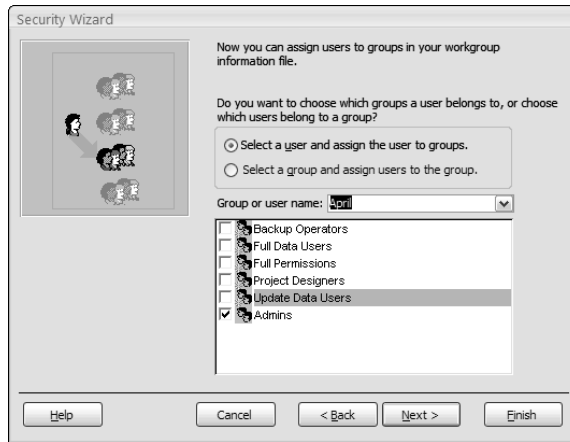 Security Wizard
Now you can assign users to groups in your workgroup
information file.
Do you want to choose which groups a user belongs to, or choose
which users belong to a group?
Select a user and assign the user to groups.
Select a group and assign users to the group.
Group or user name: April
Backup Operators
Full Data Users
Full Permissions
Project Designers
Update Data Users
Admins
Help Cancel < Back Next > Finish